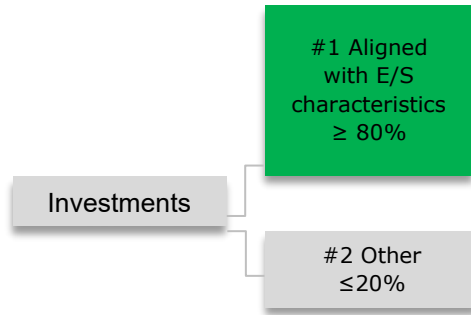 #1 Aligned
with E/S
characteristics
≥ 80%
Investments
#2 Other
≤20%